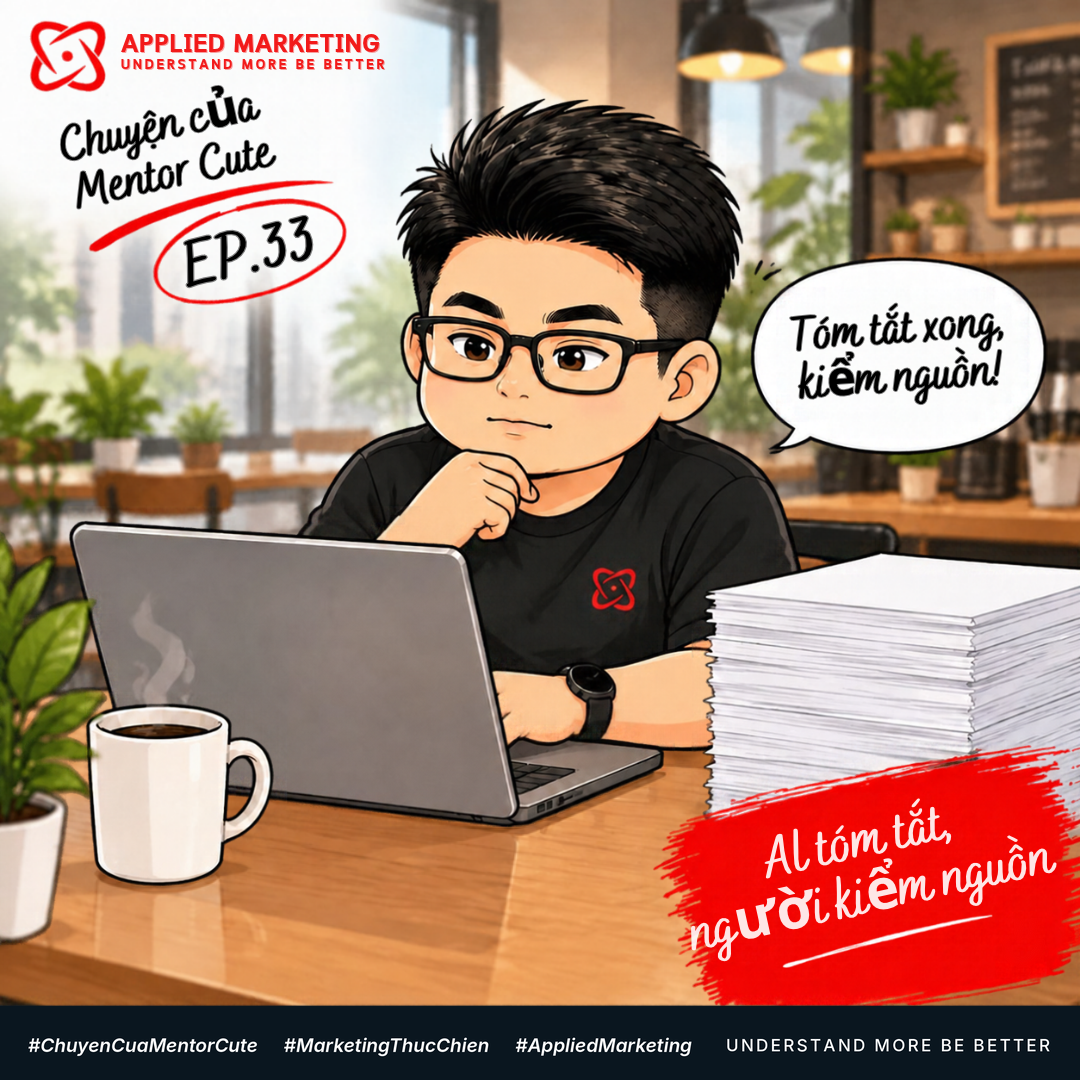 APPLIED MARKETING
UNDERSTAND MORE BE BETTER
Chuyện của
Mentor Cute
EP.33
Tóm tắt xong,
kiểm nguồn!
AI tóm tắt,
người kiểm nguồn
#ChuyenCuaMentorCute #MarketingThucChien #AppliedMarketing UNDERSTAND MORE BE BETTER